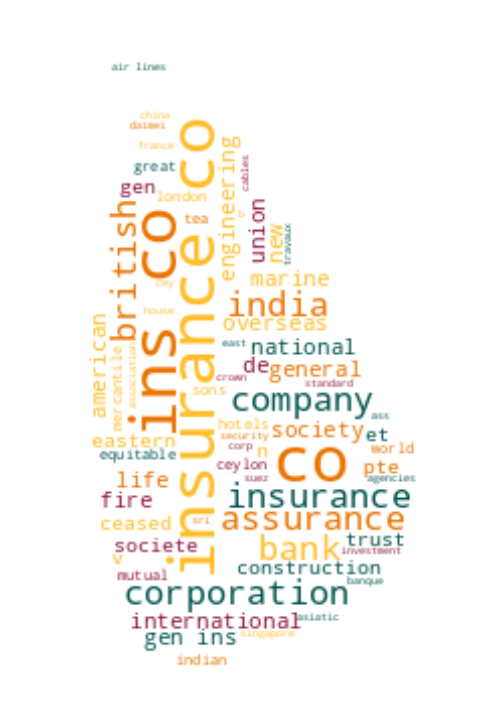 air lines
china
daimei
france
great
gen
london
tea
british
ins co
insurance co
engineering
cables
tr
union
new
travaux
marine
india
overseas
cey
house
american
mercantile
association
east
national
de
general
crown
standard
sons
company
ass
hotels
society
et
security
eastern
equitable
corp
n
world
ceylon
co
pte
suez
agencies
life
fire
insurance
ceased
sri
assurance
trust
societe
bank
investment
v
mutual
construction
banque
corporation
international
asiatic
gen ins
singapore
indian